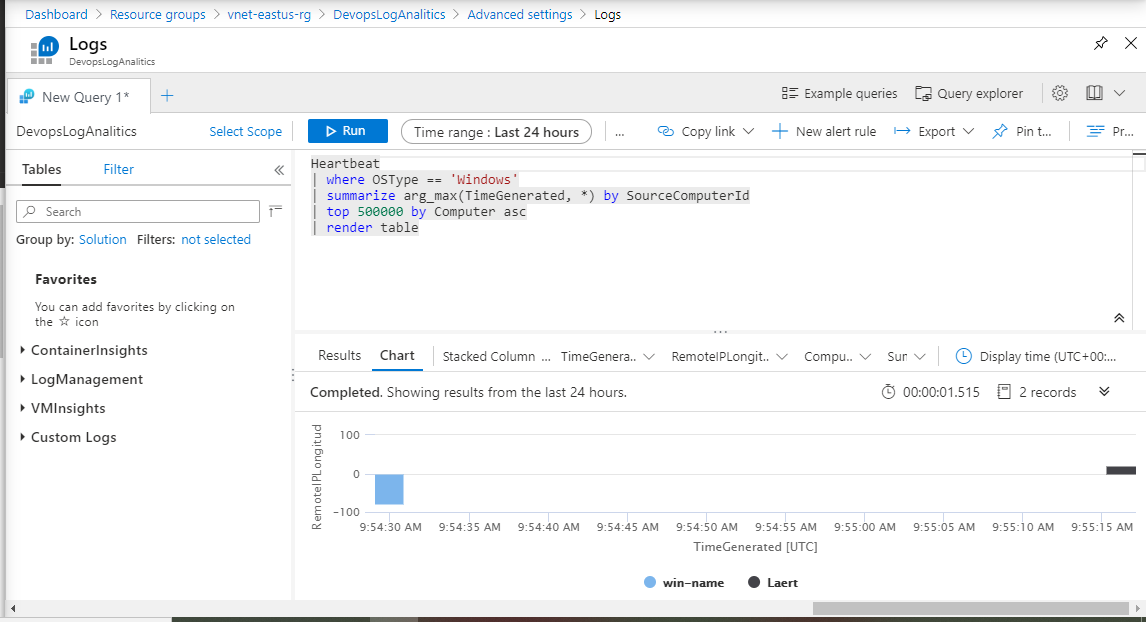 Dashboard > Resource groups > vnet-eastus-rg > DevopsLogAnalitics > Advanced settings > Logs
Logs
DevopsLogAnalitics
New Query 1* +
Example queries Query explorer
DevopsLogAnalitics Select Scope Run Time range : Last 24 hours ... Copy link New alert rule Export Pin t... Pr...
Tables Filter «
Search
Group by: Solution Filters: not selected
Favorites
You can add favorites by clicking on
the ☆ icon
ContainerInsights
LogManagement
VMInsights
Custom Logs
Heartbeat
| where OSType == 'Windows'
| summarize arg_max(TimeGenerated, *) by SourceComputerId
| top 500000 by Computer asc
| render table
Results Chart Stacked Column ... TimeGenera.. RemoteIPLongit.. Compu.. Sur Display time (UTC+00:...
Completed. Showing results from the last 24 hours. 00:00:01.515 2 records
RemoteIPLongitud
100
0
-100
9:54:30 AM 9:54:35 AM 9:54:40 AM 9:54:45 AM 9:54:50 AM 9:54:55 AM 9:55:00 AM 9:55:05 AM 9:55:10 AM 9:55:15 AM
TimeGenerated [UTC]
win-name Laert